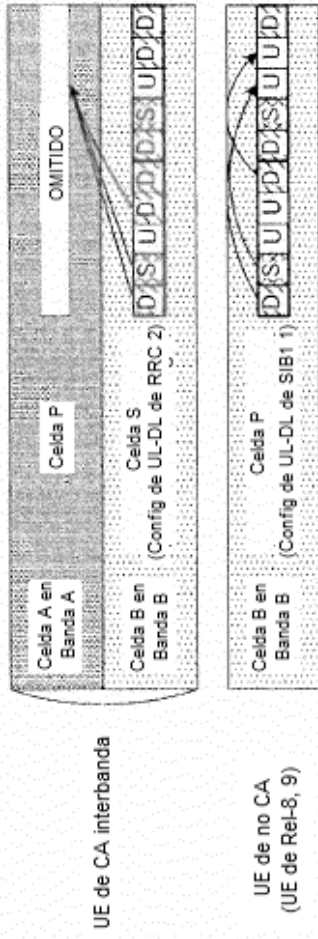 UE de CA interbanda
Celda A en
Banda A
Celda P
OMITIDO
Celda B en
Banda B
Celda S
(Config de UL-DL de RRC 2)
D S U D D D S U D D
UE de no CA
(UE de Rel-8, 9)
Celda B en
Banda B
Celda P
(Config de UL-DL de SIB1 1)
D S U U D D S U U D